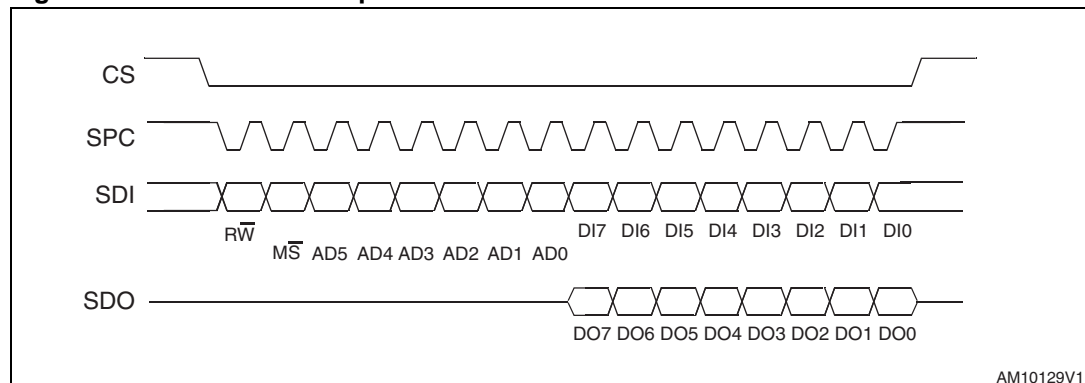 CS
SPC
SDI
DI7 DI6 DI5 DI4 DI3 DI2 DI1 DI0
RW̅
MS̅ AD5 AD4 AD3 AD2 AD1 AD0
SDO
DO7 DO6 DO5 DO4 DO3 DO2 DO1 DO0
AM10129V1